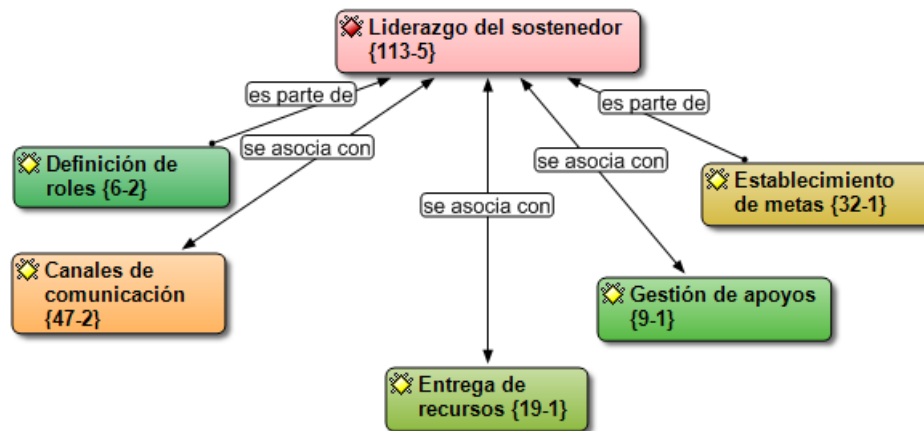 Liderazgo del sostenedor
{113-5}
es parte de
es parte de
se asocia con
se asocia con
Definición de
roles {6-2}
Establecimiento
de metas {32-1}
se asocia con
Canales de
comunicación
{47-2}
Gestión de apoyos
{9-1}
Entrega de
recursos {19-1}